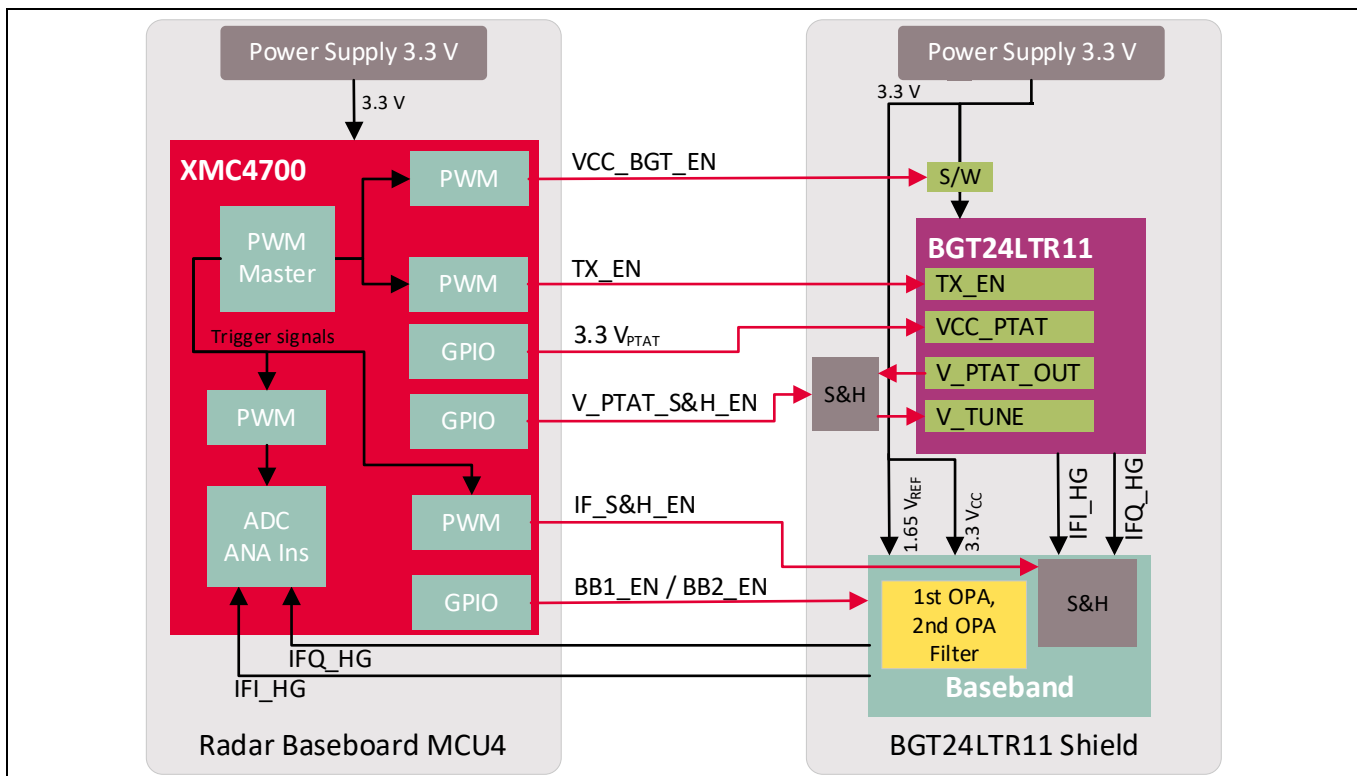 Power Supply 3.3 V
3.3 V
XMC4700
PWM
PWM
Master
PWM
GPIO
Trigger signals
PWM
GPIO
ADC
ANA Ins
PWM
GPIO
IFQ_HG
IFI_HG
Radar Baseboard MCU4
VCC_BGT_EN
TX_EN
3.3 VPTAT
V_PTAT_S&H_EN
IF_S&H_EN
BB1_EN / BB2_EN
Power Supply 3.3 V
3.3 V
S/W
BGT24LTR11
TX_EN
VCC_PTAT
V_PTAT_OUT
V_TUNE
S&H
1.65 VREF
3.3 VCC
IFI_HG
IFQ_HG
1st OPA,
2nd OPA
Filter
S&H
Baseband
BGT24LTR11 Shield